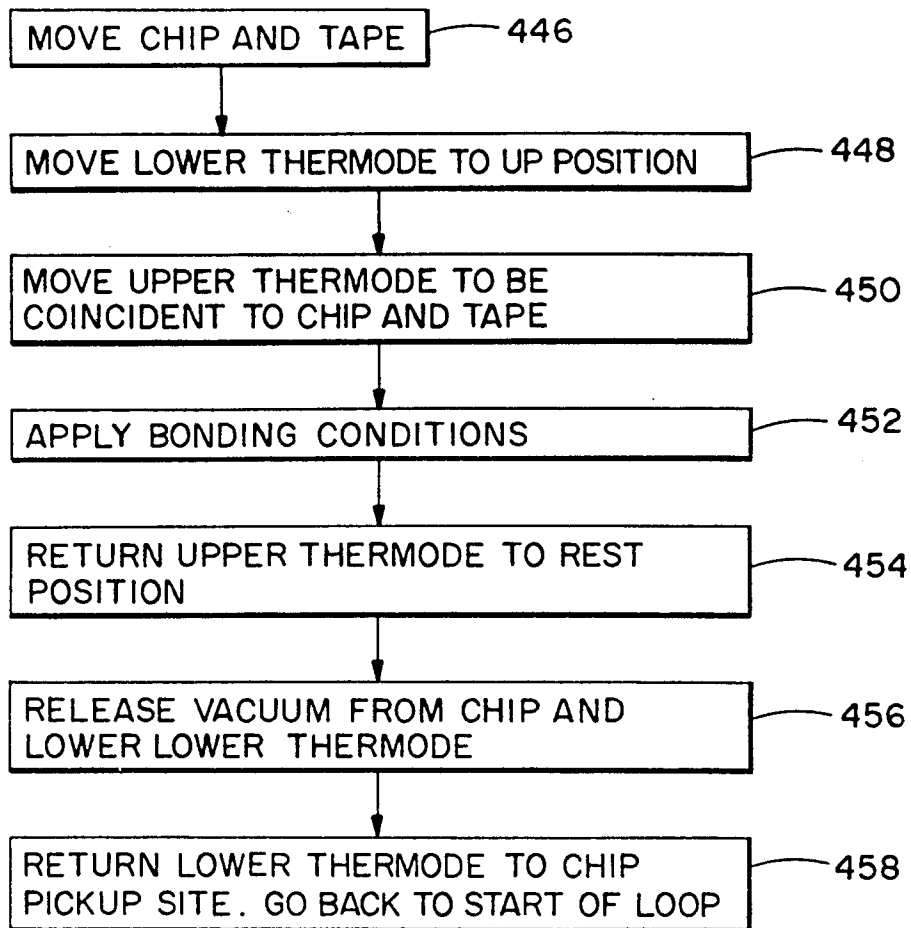 MOVE CHIP AND TAPE 446
MOVE LOWER THERMODE TO UP POSITION 448
MOVE UPPER THERMODE TO BE 450
COINCIDENT TO CHIP AND TAPE
APPLY BONDING CONDITIONS 452
RETURN UPPER THERMODE TO REST 454
POSITION
RELEASE VACUUM FROM CHIP AND 456
LOWER LOWER THERMODE
RETURN LOWER THERMODE TO CHIP 458
PICKUP SITE. GO BACK TO START OF LOOP